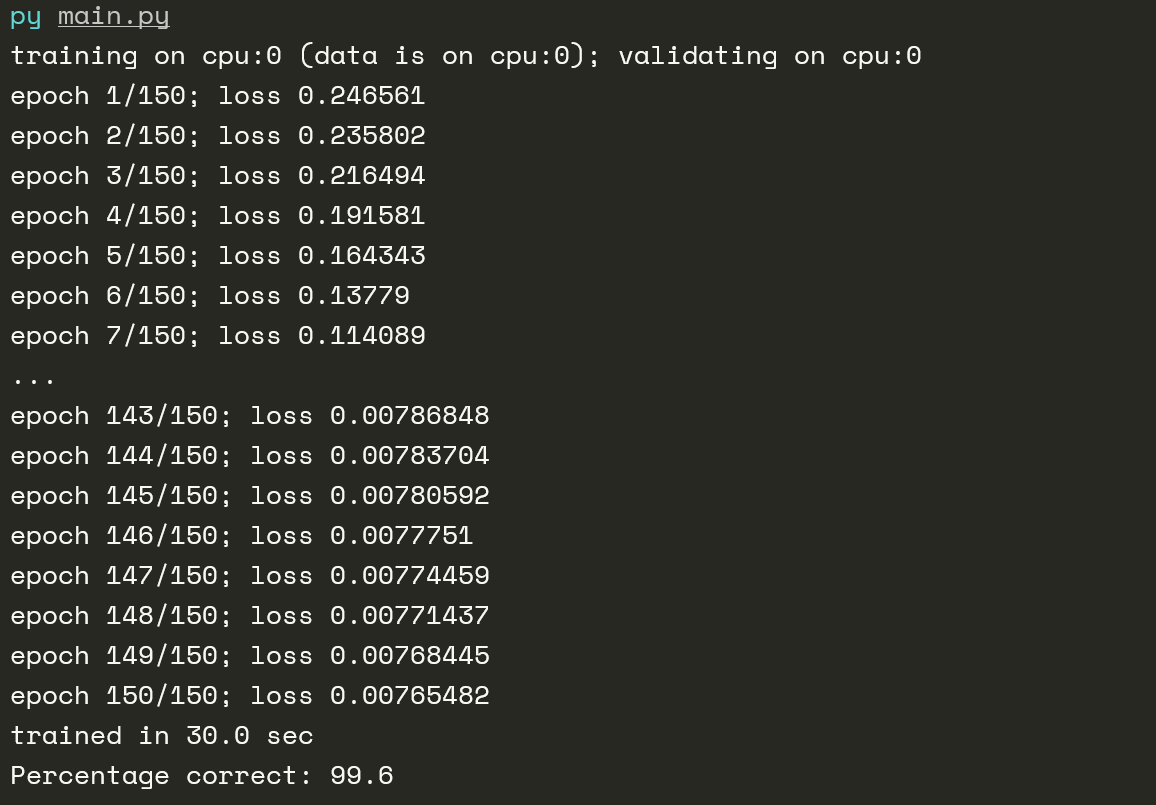 py main.py
training on cpu:0 (data is on cpu:0); validating on cpu:0
epoch 1/150; loss 0.246561
epoch 2/150; loss 0.235802
epoch 3/150; loss 0.216494
epoch 4/150; loss 0.191581
epoch 5/150; loss 0.164343
epoch 6/150; loss 0.13779
epoch 7/150; loss 0.114089
...
epoch 143/150; loss 0.00786848
epoch 144/150; loss 0.00783704
epoch 145/150; loss 0.00780592
epoch 146/150; loss 0.0077751
epoch 147/150; loss 0.00774459
epoch 148/150; loss 0.00771437
epoch 149/150; loss 0.00768445
epoch 150/150; loss 0.00765482
trained in 30.0 sec
Percentage correct: 99.6